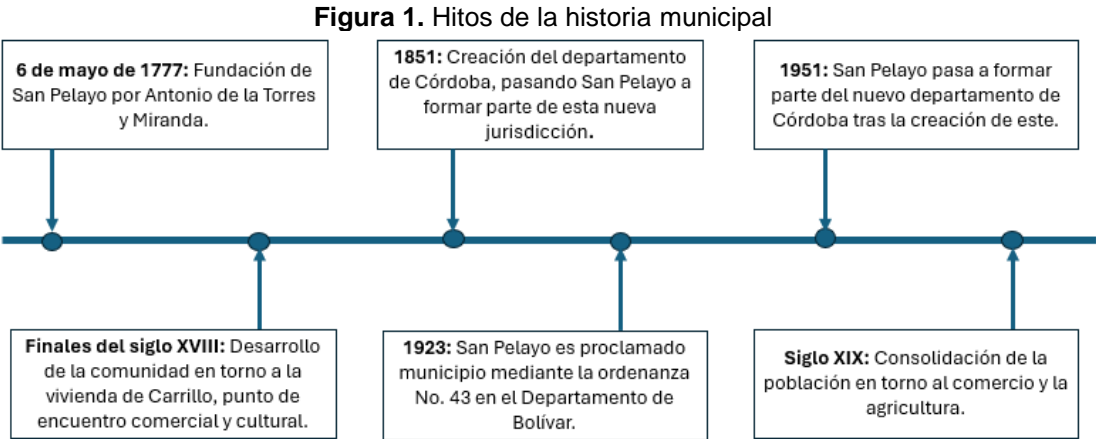 Figura 1. Hitos de la historia municipal
6 de mayo de 1777: Fundación de
San Pelayo por Antonio de la Torres
y Miranda.
1851: Creación del departamento
de Córdoba, pasando San Pelayo a
formar parte de esta nueva
jurisdicción.
1951: San Pelayo pasa a formar
parte del nuevo departamento de
Córdoba tras la creación de este.
Finales del siglo XVIII: Desarrollo
de la comunidad en torno a la
vivienda de Carrillo, punto de
encuentro comercial y cultural.
1923: San Pelayo es proclamado
municipio mediante la ordenanza
No. 43 en el Departamento de
Bolívar.
Siglo XIX: Consolidación de la
población en torno al comercio y la
agricultura.